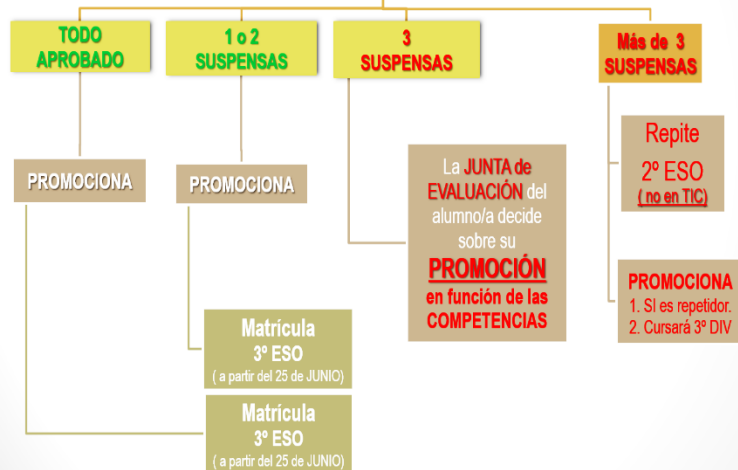 TODO
APROBADO
1 o 2
SUSPENSAS
3
SUSPENSAS
Más de 3
SUSPENSAS
PROMOCIONA
PROMOCIONA
La JUNTA de
EVALUACIÓN del
alumno/a decide
sobre su
PROMOCIÓN
en función de las
COMPETENCIAS
Repite
2º ESO
( no en TIC)
PROMOCIONA
1. SI es repetidor.
2. Cursará 3º DIV
Matrícula
3º ESO
( a partir del 25 de JUNIO)
Matrícula
3º ESO
( a partir del 25 de JUNIO)